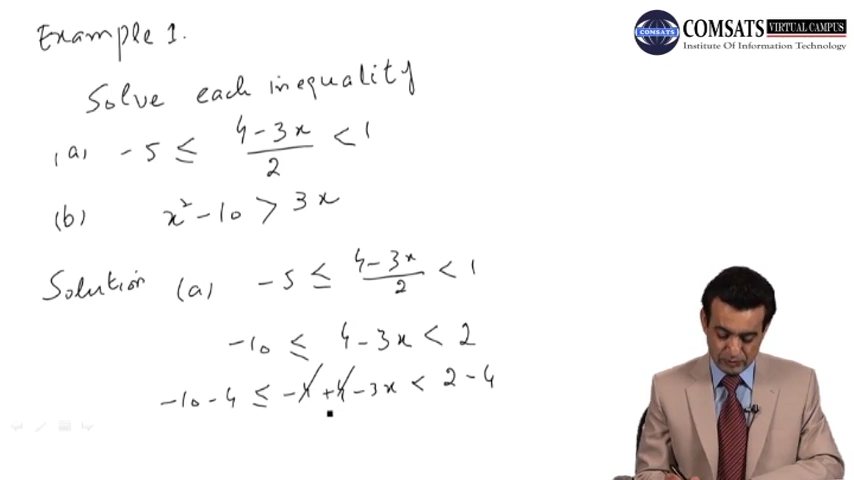 COMSATS VIRTUAL CAMPUS
COMSATS
Institute Of Information Technology
Example 1.
Solve each inequality
(a) -5 ≤ (4-3x)/2 < 1
(b) x² - 10 > 3x
Solution (a) -5 ≤ (4-3x)/2 < 1
-10 ≤ 4-3x < 2
-10-4 ≤ -4+4-3x < 2-4